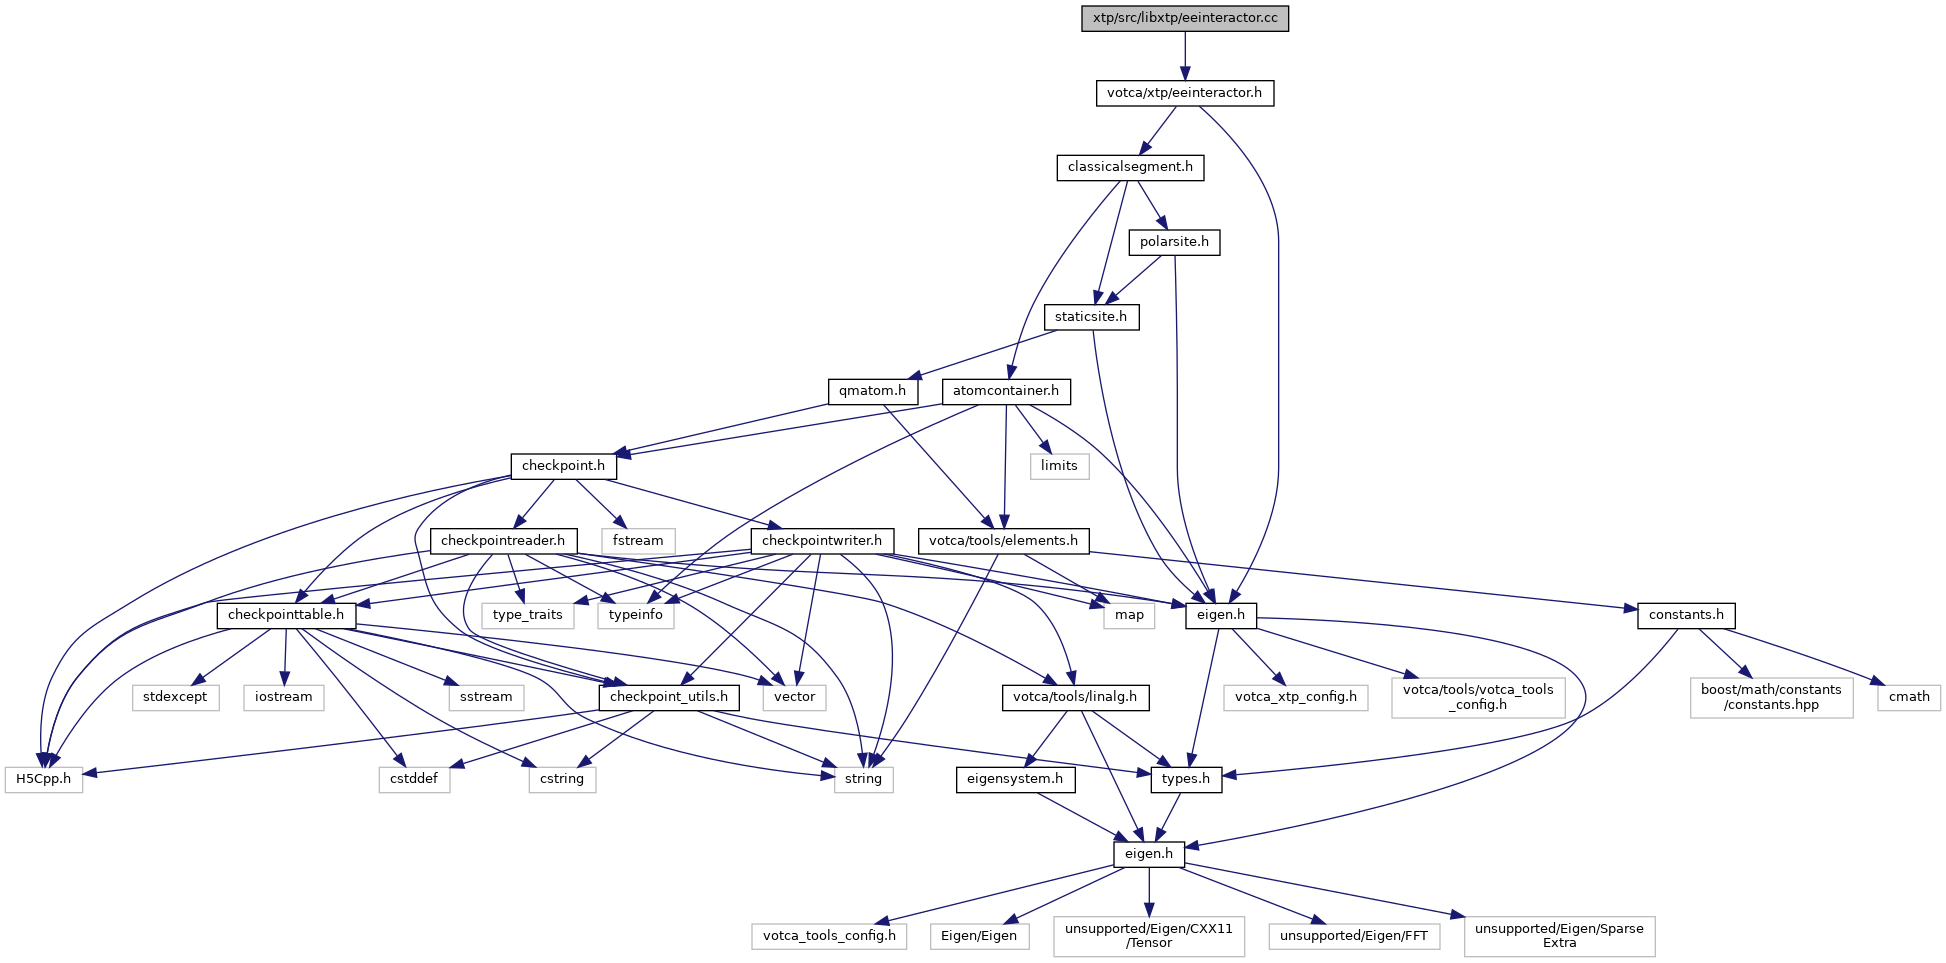 xtp/src/libxtp/eeinteractor.cc
votca/xtp/eeinteractor.h
classicalsegment.h
polarsite.h
staticsite.h
qmatom.h
atomcontainer.h
checkpoint.h
limits
checkpointreader.h
fstream
checkpointwriter.h
votca/tools/elements.h
checkpointtable.h
type_traits
typeinfo
map
eigen.h
constants.h
stdexcept
iostream
sstream
checkpoint_utils.h
vector
votca/tools/linalg.h
votca_xtp_config.h
votca/tools/votca_tools
_config.h
boost/math/constants
/constants.hpp
cmath
H5Cpp.h
cstddef
cstring
string
eigensystem.h
types.h
eigen.h
votca_tools_config.h
Eigen/Eigen
unsupported/Eigen/CXX11
/Tensor
unsupported/Eigen/FFT
unsupported/Eigen/Sparse
Extra